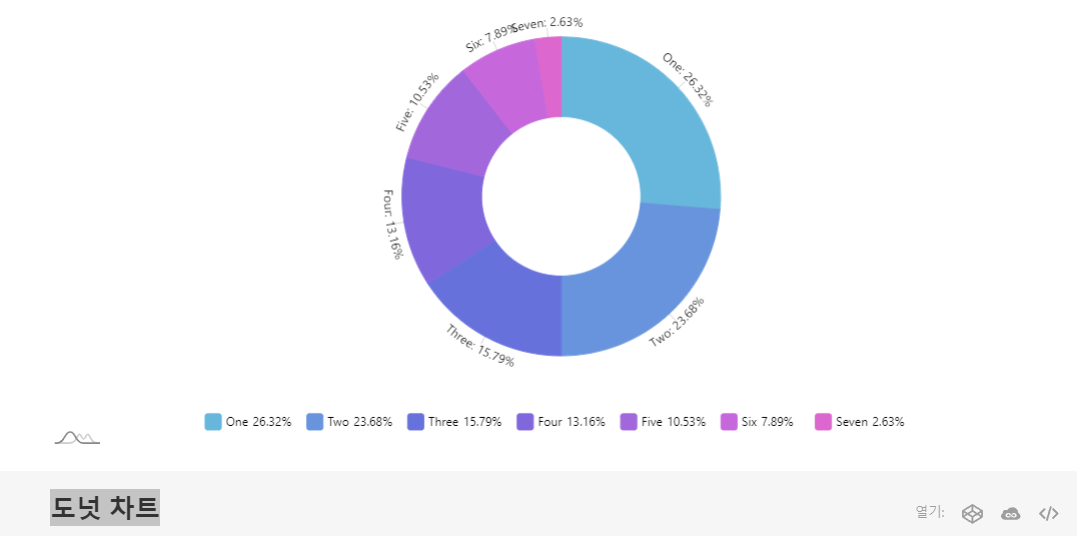 Seven: 2.63%
Six: 7.89%
One: 26.32%
Five: 10.53%
Four: 13.16%
Two: 23.68%
Three: 15.79%
One 26.32% Two 23.68% Three 15.79% Four 13.16% Five 10.53% Six 7.89% Seven 2.63%
도넛 차트
열기: